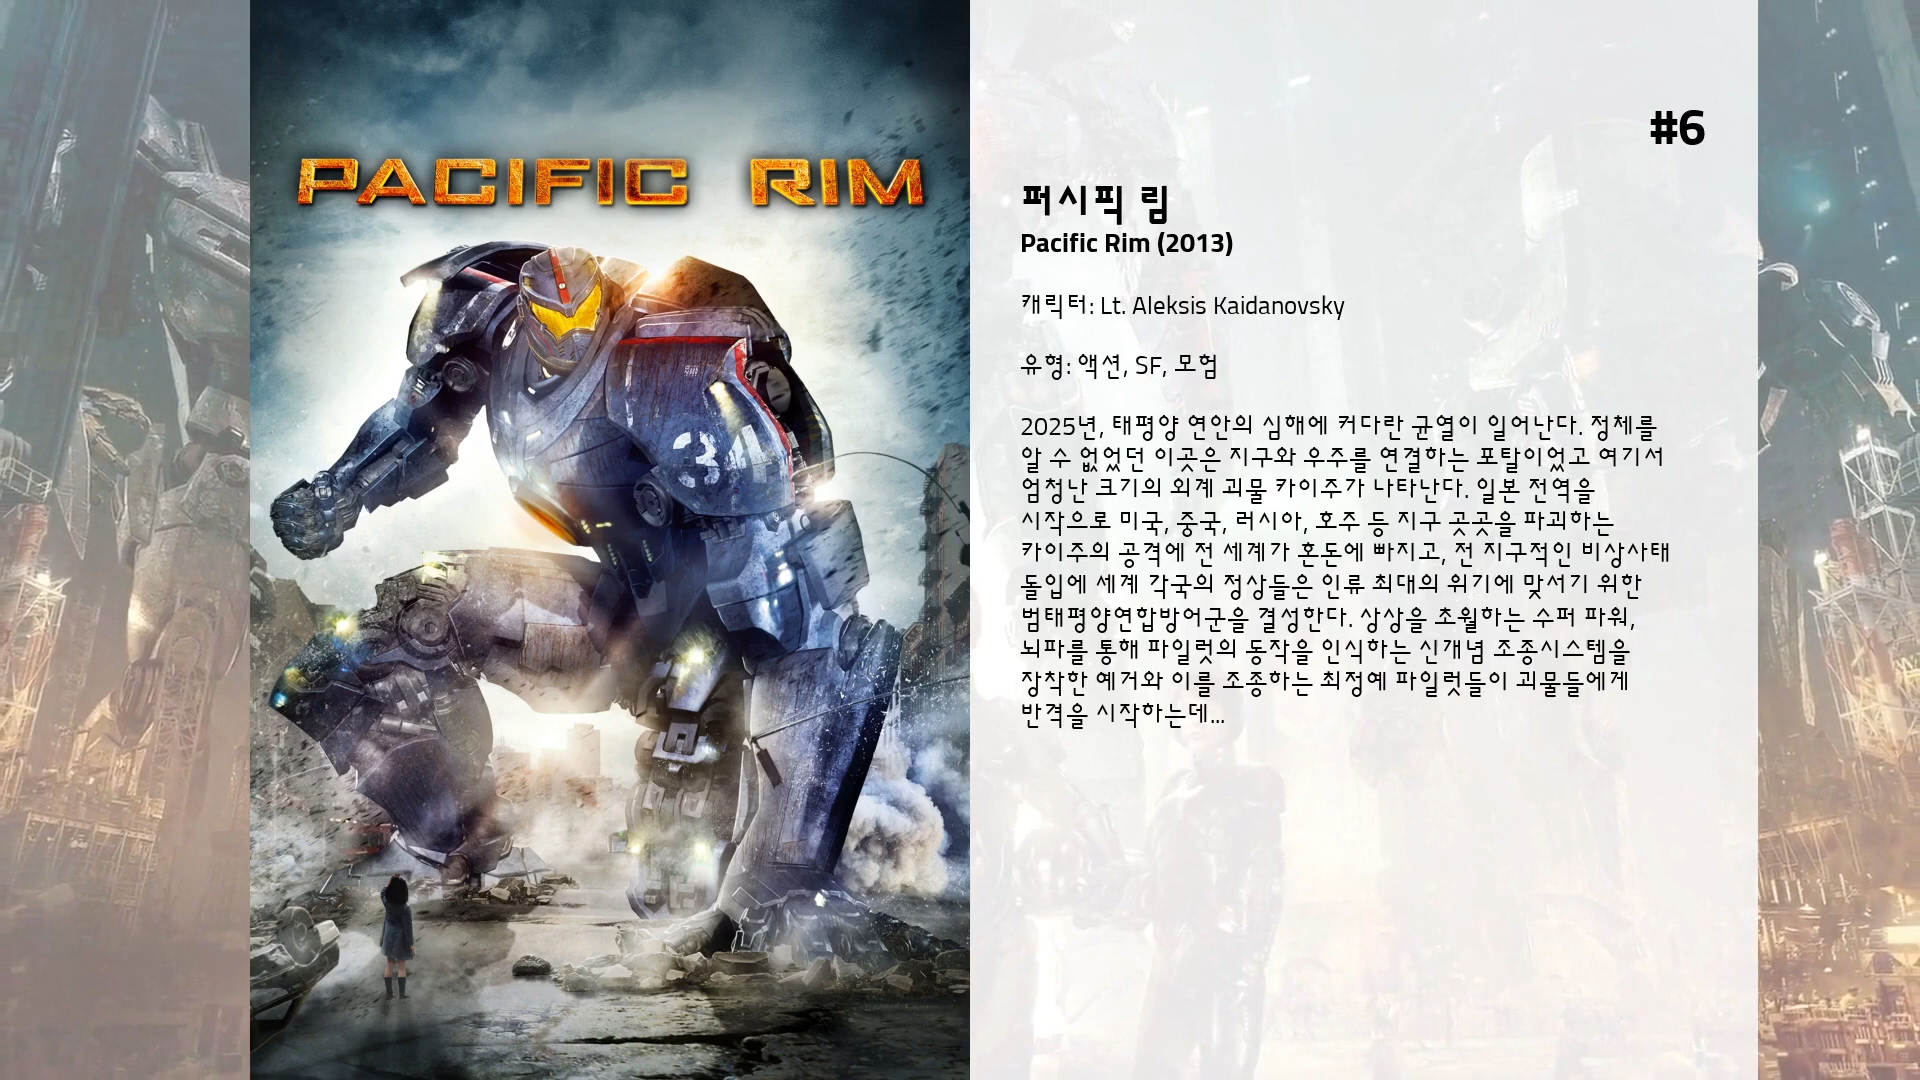 PACIFIC RIM
34
#6
퍼시픽 림
Pacific Rim (2013)
캐릭터: Lt. Aleksis Kaidanovsky
유형: 액션, SF, 모험
2025년, 태평양 연안의 심해에 커다란 균열이 일어난다. 정체를
알 수 없었던 이곳은 지구와 우주를 연결하는 포탈이었고 여기서
엄청난 크기의 외계 괴물 카이주가 나타난다. 일본 전역을
시작으로 미국, 중국, 러시아, 호주 등 지구 곳곳을 파괴하는
카이주의 공격에 전 세계가 혼돈에 빠지고, 전 지구적인 비상사태
돌입에 세계 각국의 정상들은 인류 최대의 위기에 맞서기 위한
범태평양연합방어군을 결성한다. 상상을 초월하는 수퍼 파워,
뇌파를 통해 파일럿의 동작을 인식하는 신개념 조종시스템을
장착한 예거와 이를 조종하는 최정예 파일럿들이 괴물들에게
반격을 시작하는데...